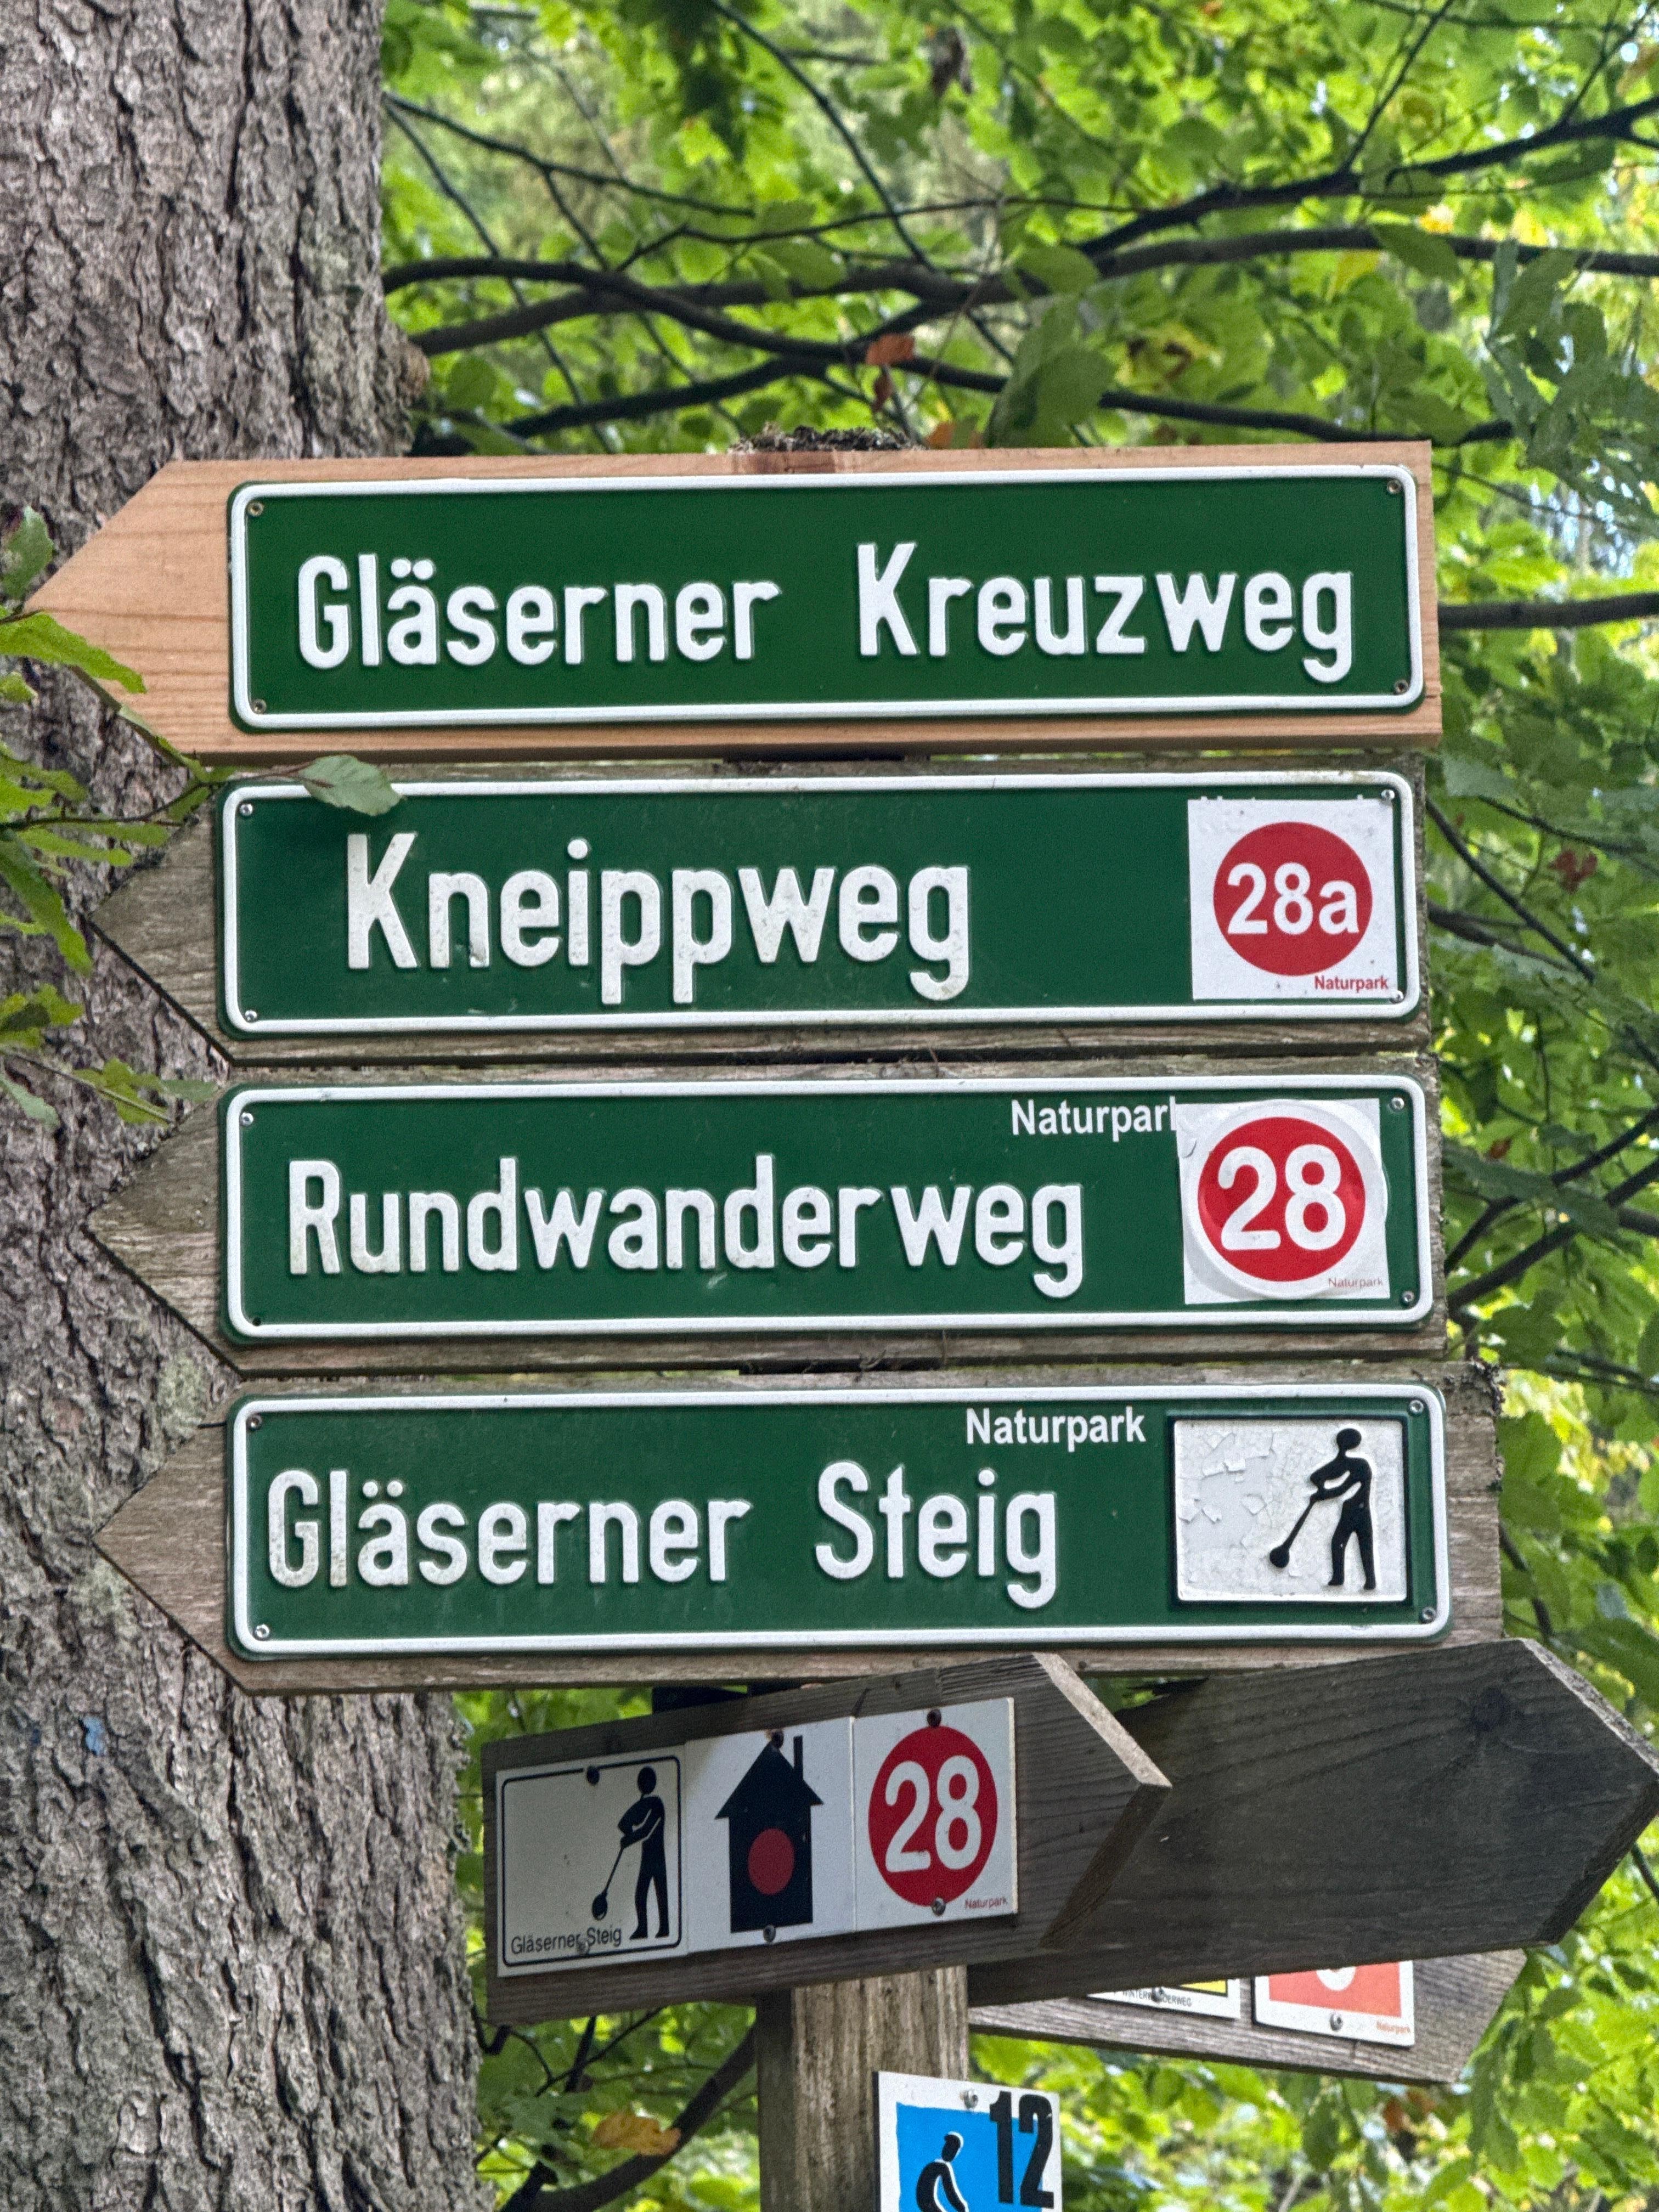 Gläserner Kreuzweg
Kneippweg
28a
Naturpark
Naturpark
Rundwanderweg
28
Naturpark
Naturpark
Gläserner Steig
Gläserner Steig
28
Naturpark
Naturpark
12